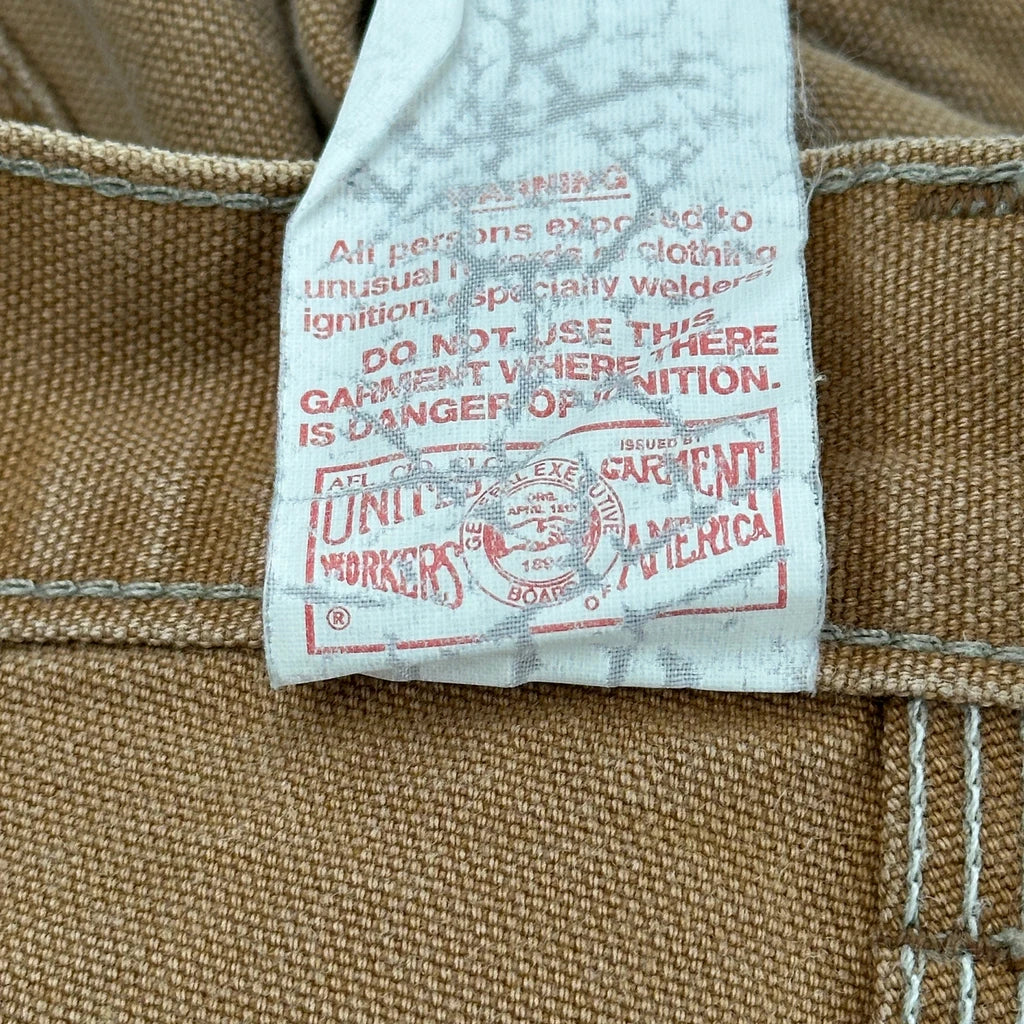 WARNING
All persons exposed to
unusual hazards of clothing
ignition, especially welders:
DO NOT USE THIS
GARMENT WHERE THERE
IS DANGER OF IGNITION.
AFL CIO CLC
ISSUED BY
UNITED GARMENT
WORKERS OF AMERICA
GENERAL EXECUTIVE BOARD
ORG.
APRIL 12TH
189
®